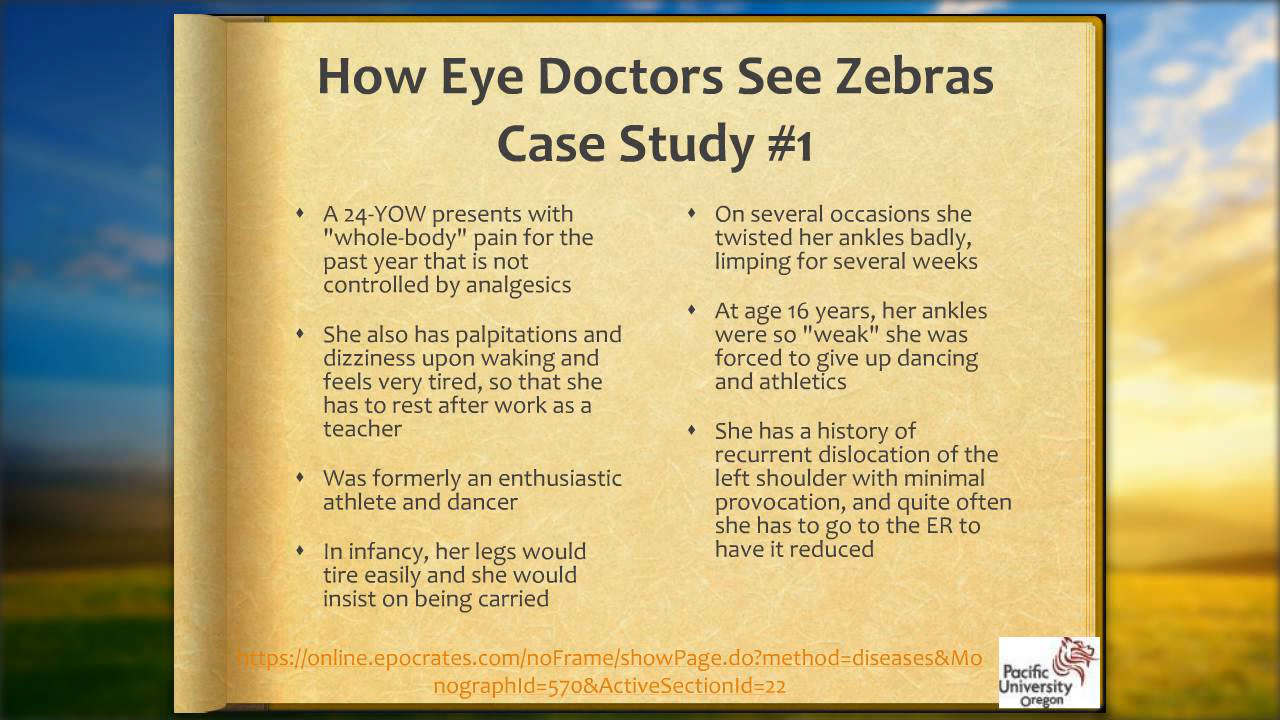 How Eye Doctors See Zebras
Case Study #1
⬧ A 24-YOW presents with
"whole-body" pain for the
past year that is not
controlled by analgesics
⬧ She also has palpitations and
dizziness upon waking and
feels very tired, so that she
has to rest after work as a
teacher
⬧ Was formerly an enthusiastic
athlete and dancer
⬧ In infancy, her legs would
tire easily and she would
insist on being carried
⬧ On several occasions she
twisted her ankles badly,
limping for several weeks
⬧ At age 16 years, her ankles
were so "weak" she was
forced to give up dancing
and athletics
⬧ She has a history of
recurrent dislocation of the
left shoulder with minimal
provocation, and quite often
she has to go to the ER to
have it reduced
https://online.epocrates.com/noFrame/showPage.do?method=diseases&Mo
nographId=570&ActiveSectionId=22
Pacific
University
Oregon